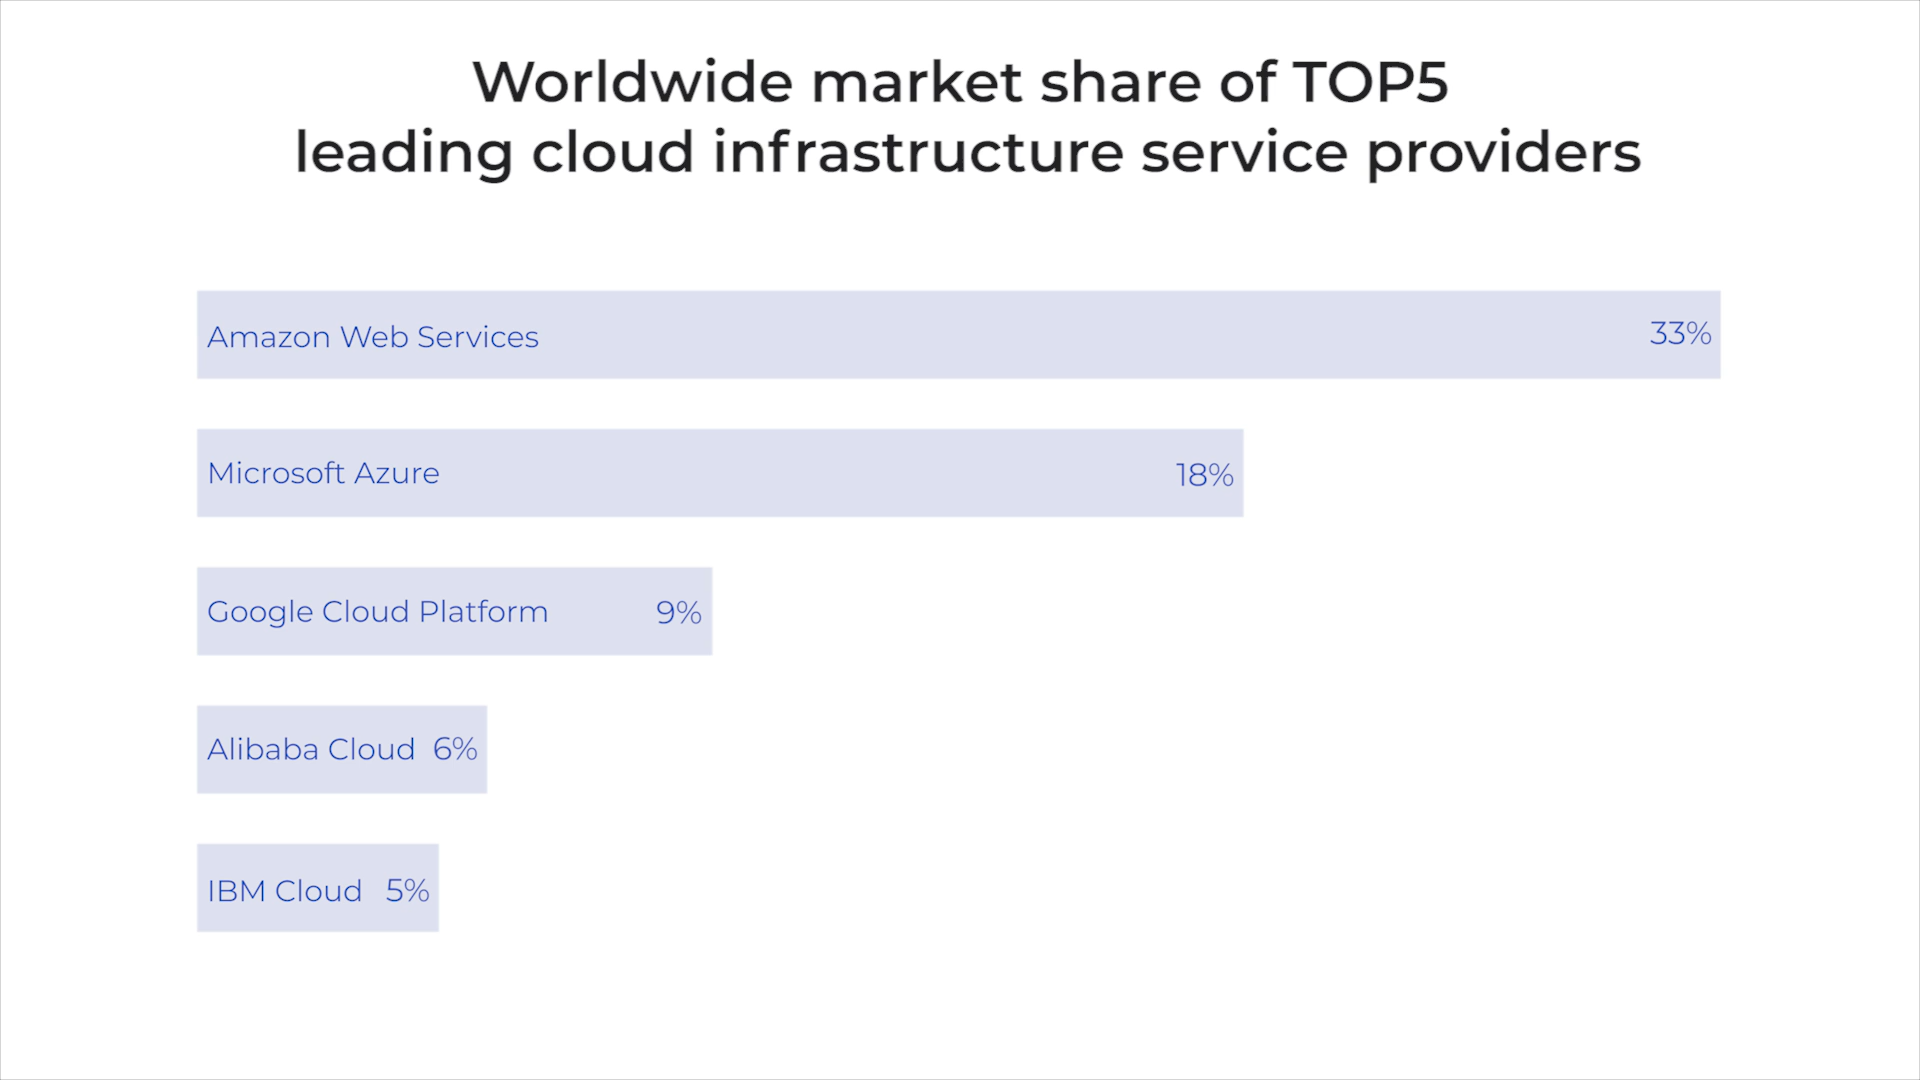 Worldwide market share of TOP5
leading cloud infrastructure service providers
Amazon Web Services 33%
Microsoft Azure 18%
Google Cloud Platform 9%
Alibaba Cloud 6%
IBM Cloud 5%